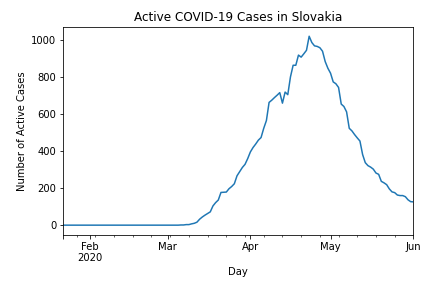 Active COVID-19 Cases in Slovakia
Number of Active Cases
1000
800
600
400
200
0
Feb Mar Apr May Jun
2020
Day